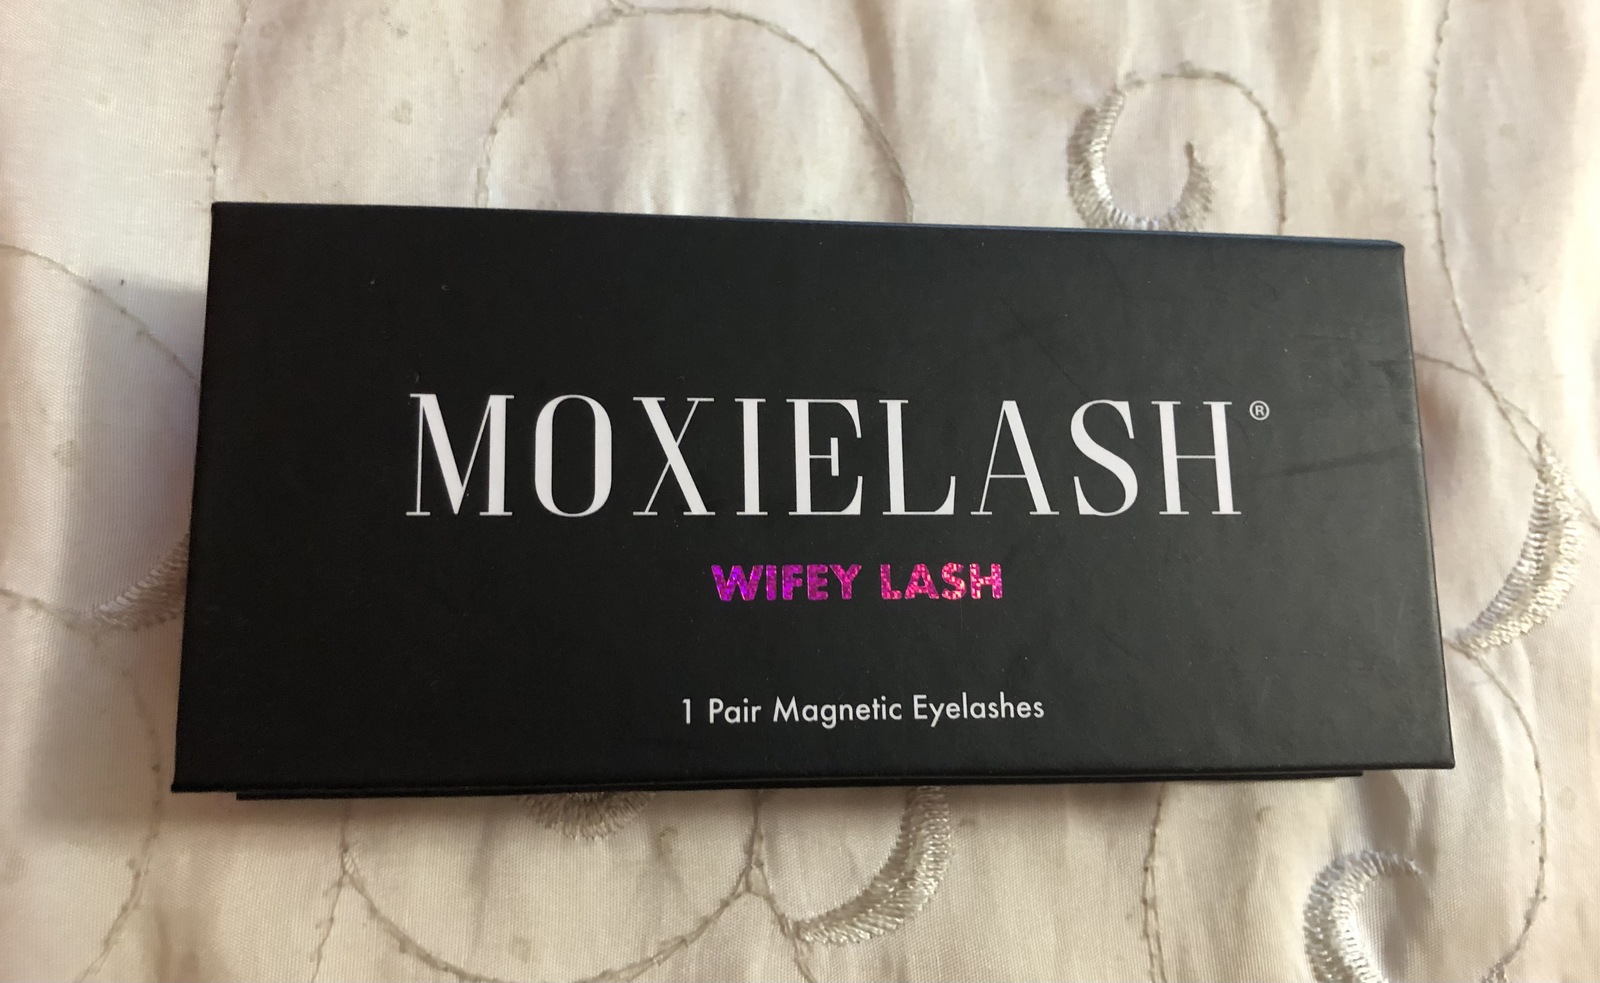 MOXIELASH®
WIFEY LASH
1 Pair Magnetic Eyelashes